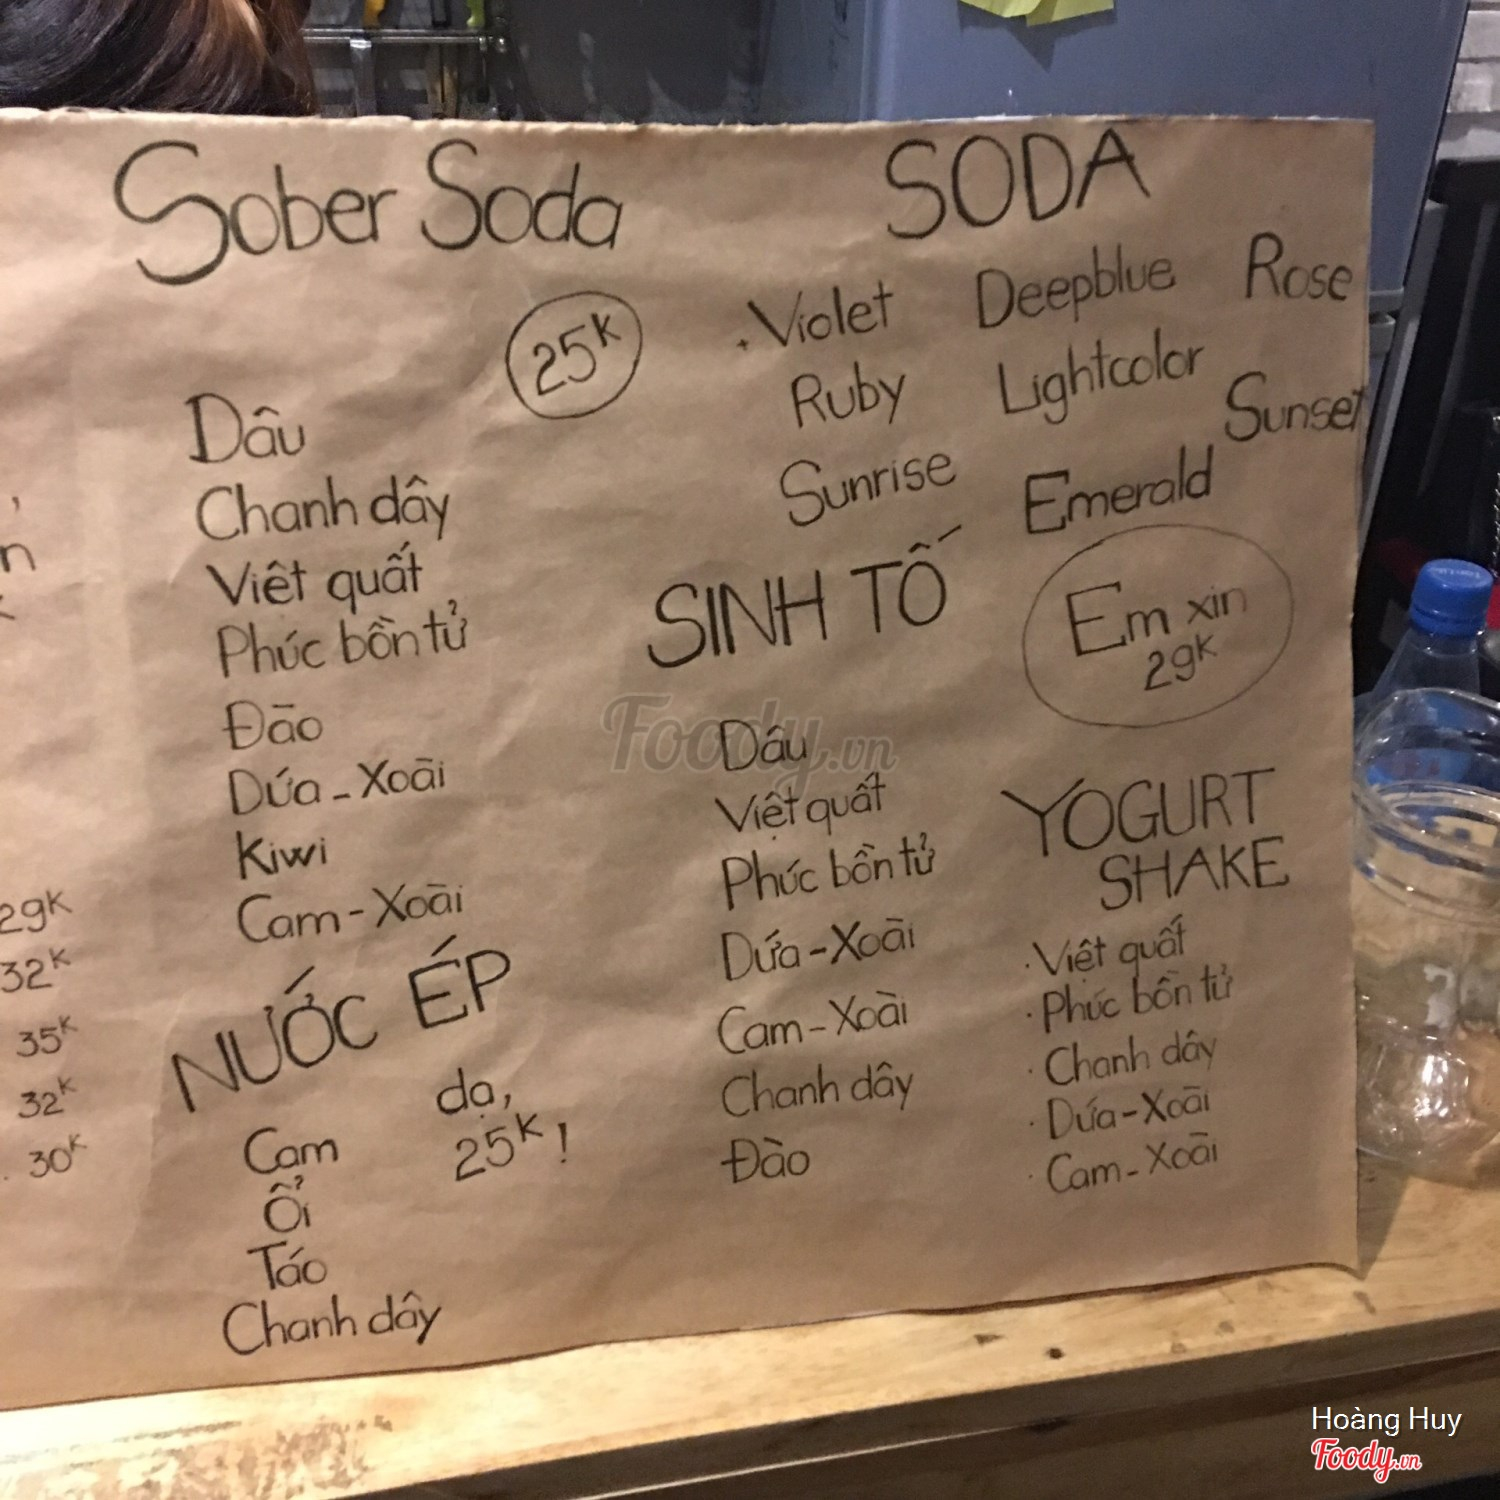 Sober Soda
25K
Dâu
Chanh dây
Việt quất
Phúc bồn tử
Đào
Dứa - Xoài
Kiwi
Cam - Xoài
NƯỚC ÉP
dạ,
25K!
Cam
Ổi
Táo
Chanh dây
29K
32K
35K
32K
30K
SODA
Violet Deepblue Rose
Ruby Lightcolor Sunset
Sunrise Emerald
SINH TỐ
Em xin
29K
Dâu
Việt quất
Phúc bồn tử
Dứa - Xoài
Cam - Xoài
Chanh dây
Đào
YOGURT
SHAKE
· Việt quất
· Phúc bồn tử
· Chanh dây
· Dứa - Xoài
· Cam - Xoài
Foody.vn
Hoàng Huy
Foody.vn